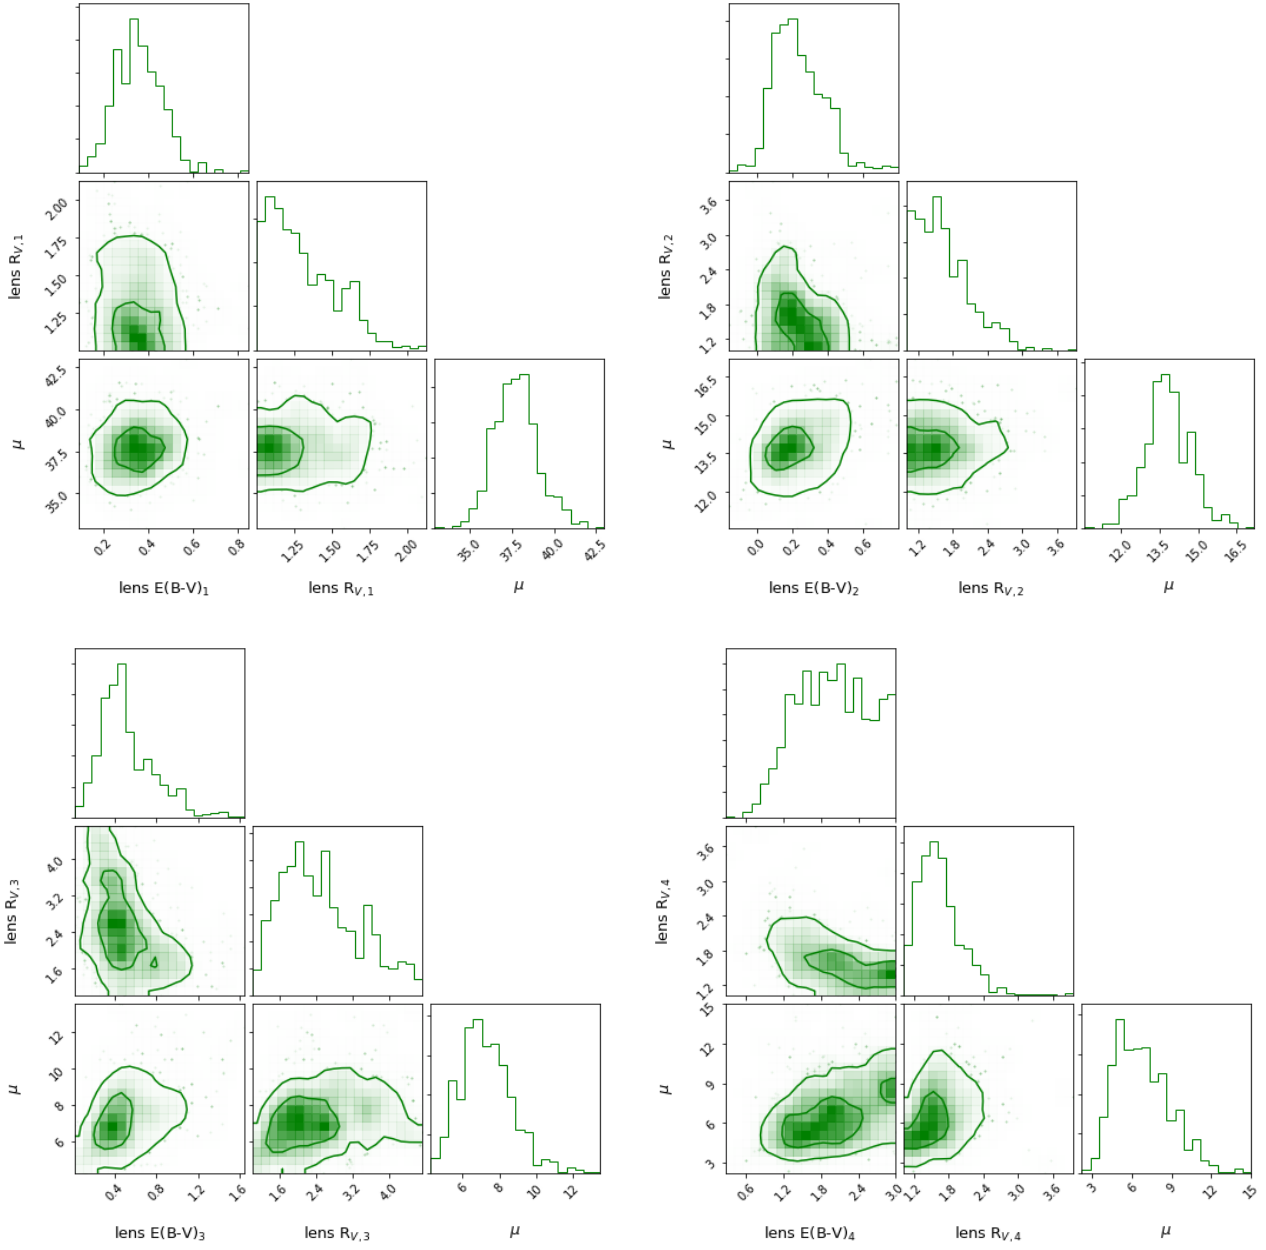 lens R_{V,1}
2.00
1.75
1.50
1.25
μ
42.5
40.0
37.5
35.0
0.2 0.4 0.6 0.8
1.25 1.50 1.75 2.00
35.0 37.5 40.0 42.5
lens E(B-V)_1 lens R_{V,1} μ
lens R_{V,2}
3.6
3.0
2.4
1.8
1.2
μ
16.5
15.0
13.5
12.0
0.0 0.2 0.4 0.6
1.2 1.8 2.4 3.0 3.6
12.0 13.5 15.0 16.5
lens E(B-V)_2 lens R_{V,2} μ
lens R_{V,3}
4.0
3.2
2.4
1.6
μ
12
10
8
6
0.4 0.8 1.2 1.6
1.6 2.4 3.2 4.0
6 8 10 12
lens E(B-V)_3 lens R_{V,3} μ
lens R_{V,4}
3.6
3.0
2.4
1.8
1.2
μ
15
12
9
6
3
0.6 1.2 1.8 2.4 3.0
1.2 1.8 2.4 3.0 3.6
3 6 9 12 15
lens E(B-V)_4 lens R_{V,4} μ